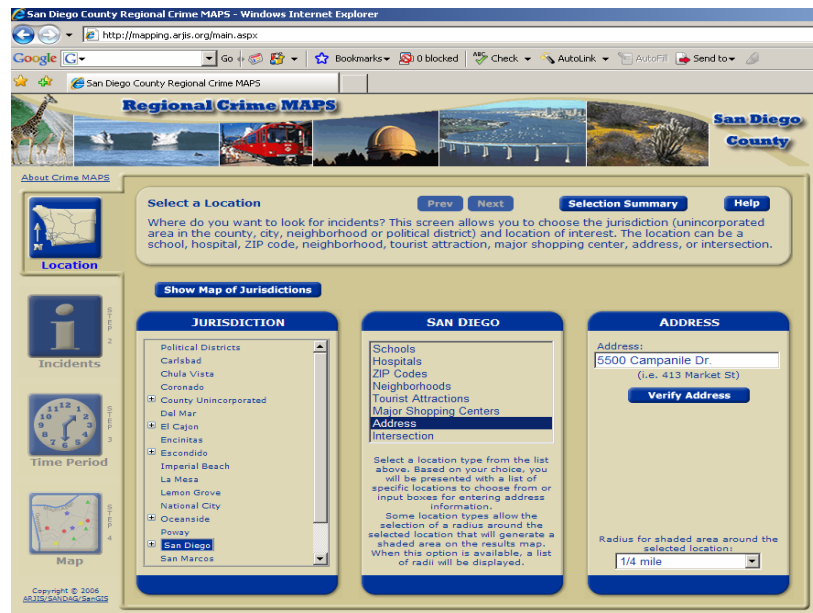 San Diego County Regional Crime MAPS - Windows Internet Explorer
http://mapping.arjis.org/main.aspx
Google G Go Bookmarks 0 blocked Check AutoLink AutoFill Send to
San Diego County Regional Crime MAPS
Regional Crime MAPS
San Diego
County
About Crime MAPS
Select a Location Prev Next Selection Summary Help
Where do you want to look for incidents? This screen allows you to choose the jurisdiction (unincorporated
area in the county, city, neighborhood or political district) and location of interest. The location can be a
school, hospital, ZIP code, neighborhood, tourist attraction, major shopping center, address, or intersection.
N
Location
STEP 2
Incidents
12 1 2 3 4 5 6 7 8 9 10 11
STEP 3
Time Period
STEP 4
Map
Copyright © 2006
ARJIS/SANDAG/SanGIS
Show Map of Jurisdictions
JURISDICTION
Political Districts
Carlsbad
Chula Vista
Coronado
County Unincorporated
Del Mar
El Cajon
Encinitas
Escondido
Imperial Beach
La Mesa
Lemon Grove
National City
Oceanside
Poway
San Diego
San Marcos
SAN DIEGO
Schools
Hospitals
ZIP Codes
Neighborhoods
Tourist Attractions
Major Shopping Centers
Address
Intersection
Select a location type from the list
above. Based on your choice, you
will be presented with a list of
specific locations to choose from or
input boxes for entering address
information.
Some location types allow the
selection of a radius around the
selected location that will generate a
shaded area on the results map.
When this option is available, a list
of radii will be displayed.
ADDRESS
Address:
5500 Campanile Dr.
(i.e. 413 Market St)
Verify Address
Radius for shaded area around the
selected location:
1/4 mile